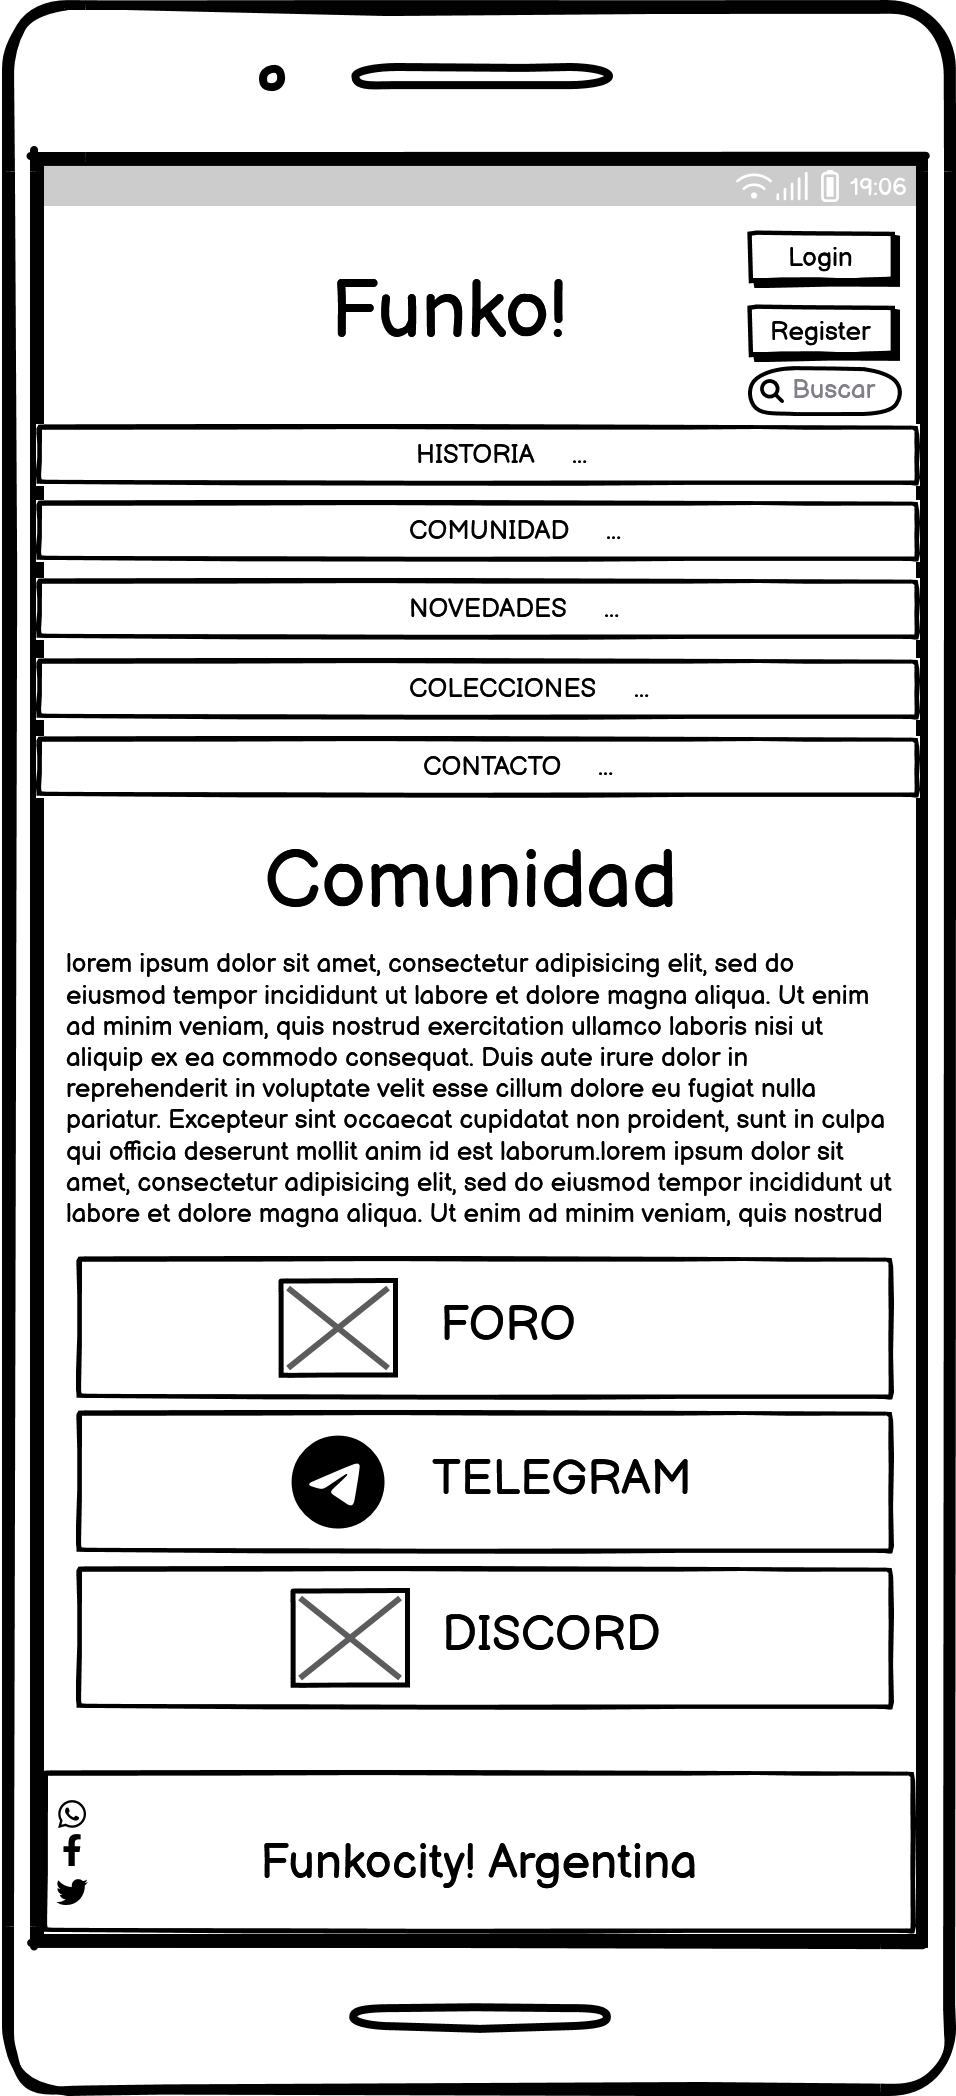 19:06
Login
Funko!
Register
Buscar
HISTORIA ...
COMUNIDAD ...
NOVEDADES ...
COLECCIONES ...
CONTACTO ...
Comunidad
lorem ipsum dolor sit amet, consectetur adipisicing elit, sed do
eiusmod tempor incididunt ut labore et dolore magna aliqua. Ut enim
ad minim veniam, quis nostrud exercitation ullamco laboris nisi ut
aliquip ex ea commodo consequat. Duis aute irure dolor in
reprehenderit in voluptate velit esse cillum dolore eu fugiat nulla
pariatur. Excepteur sint occaecat cupidatat non proident, sunt in culpa
qui officia deserunt mollit anim id est laborum.lorem ipsum dolor sit
amet, consectetur adipisicing elit, sed do eiusmod tempor incididunt ut
labore et dolore magna aliqua. Ut enim ad minim veniam, quis nostrud
FORO
TELEGRAM
DISCORD
Funkocity! Argentina